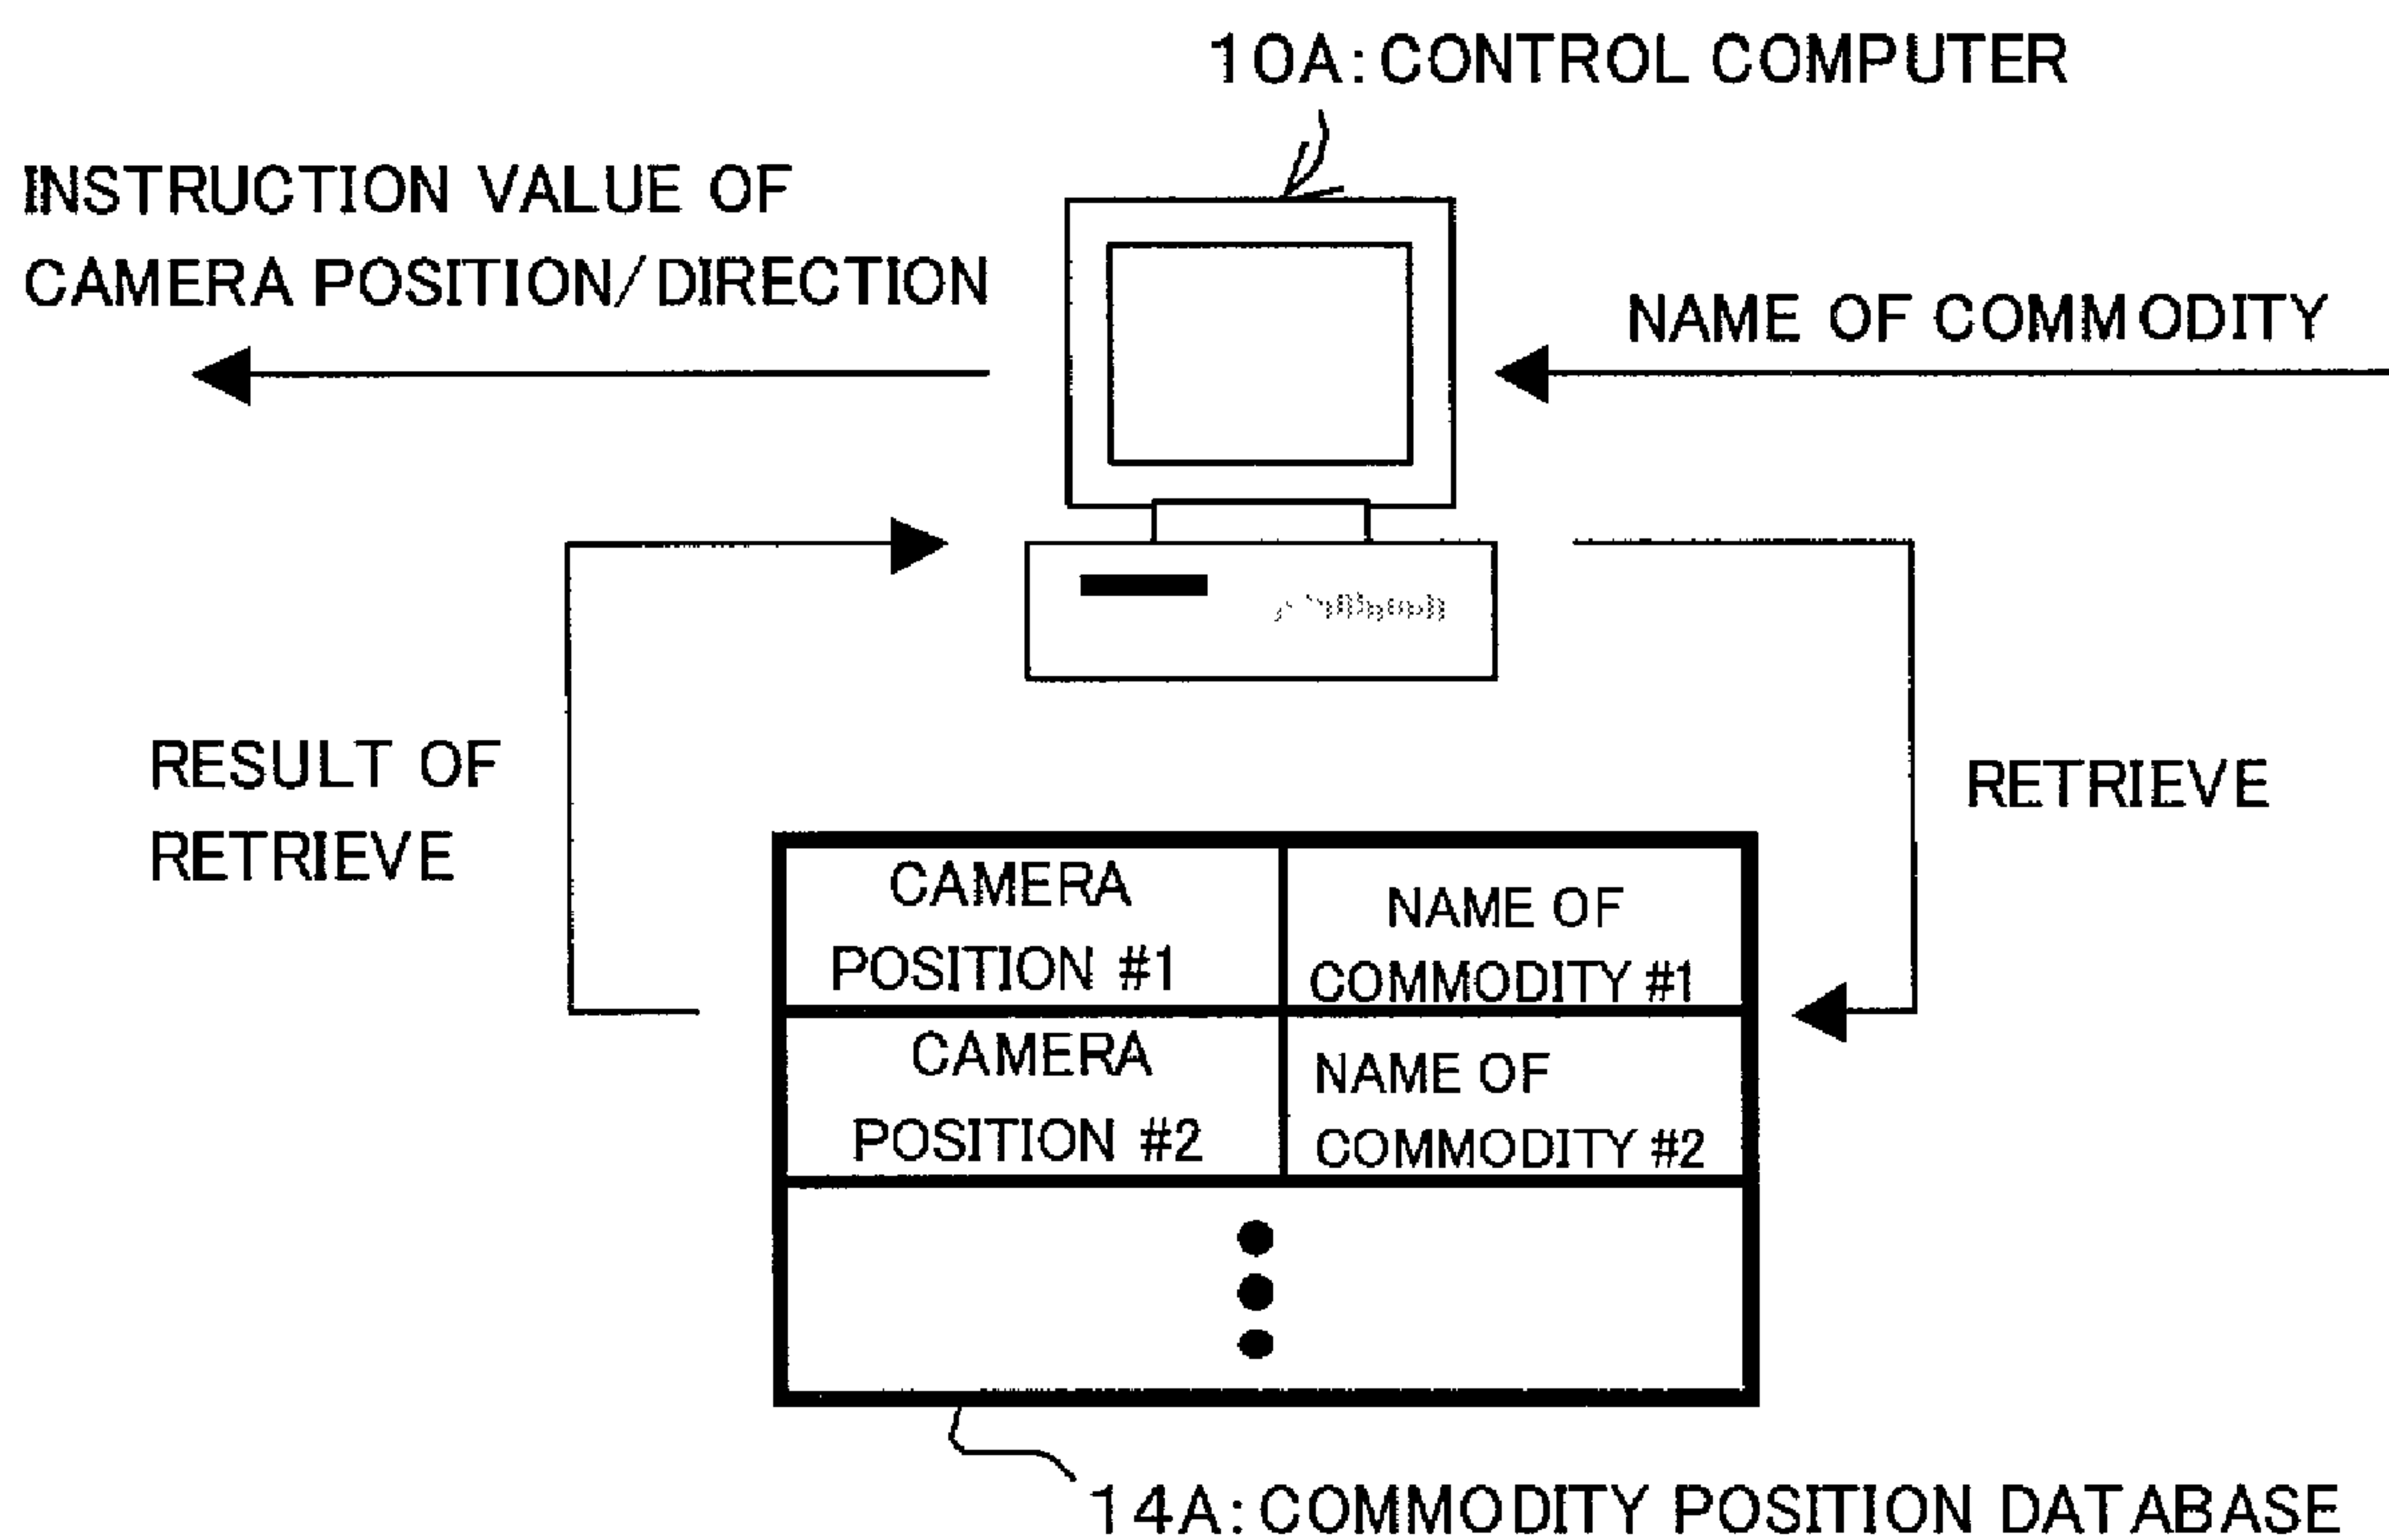 10A:CONTROL COMPUTER
INSTRUCTION VALUE OF
CAMERA POSITION/DIRECTION
NAME OF COMMODITY
RESULT OF
RETRIEVE
RETRIEVE
CAMERA
POSITION #1
NAME OF
COMMODITY #1
CAMERA
POSITION #2
NAME OF
COMMODITY #2
14A:COMMODITY POSITION DATABASE